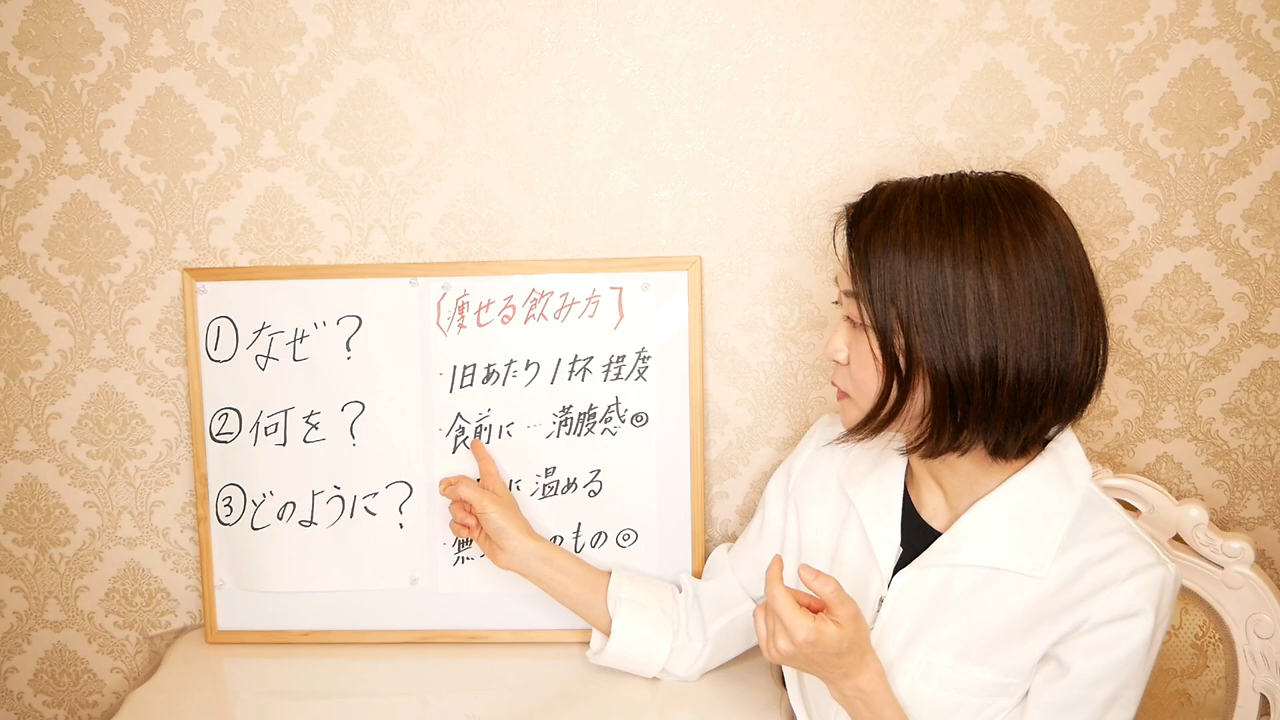 ① なぜ?
② 何を?
③ どのように?
【痩せる飲み方】
・1日あたり1杯程度
・食前に…満腹感◎
に温める
・無 のもの◎